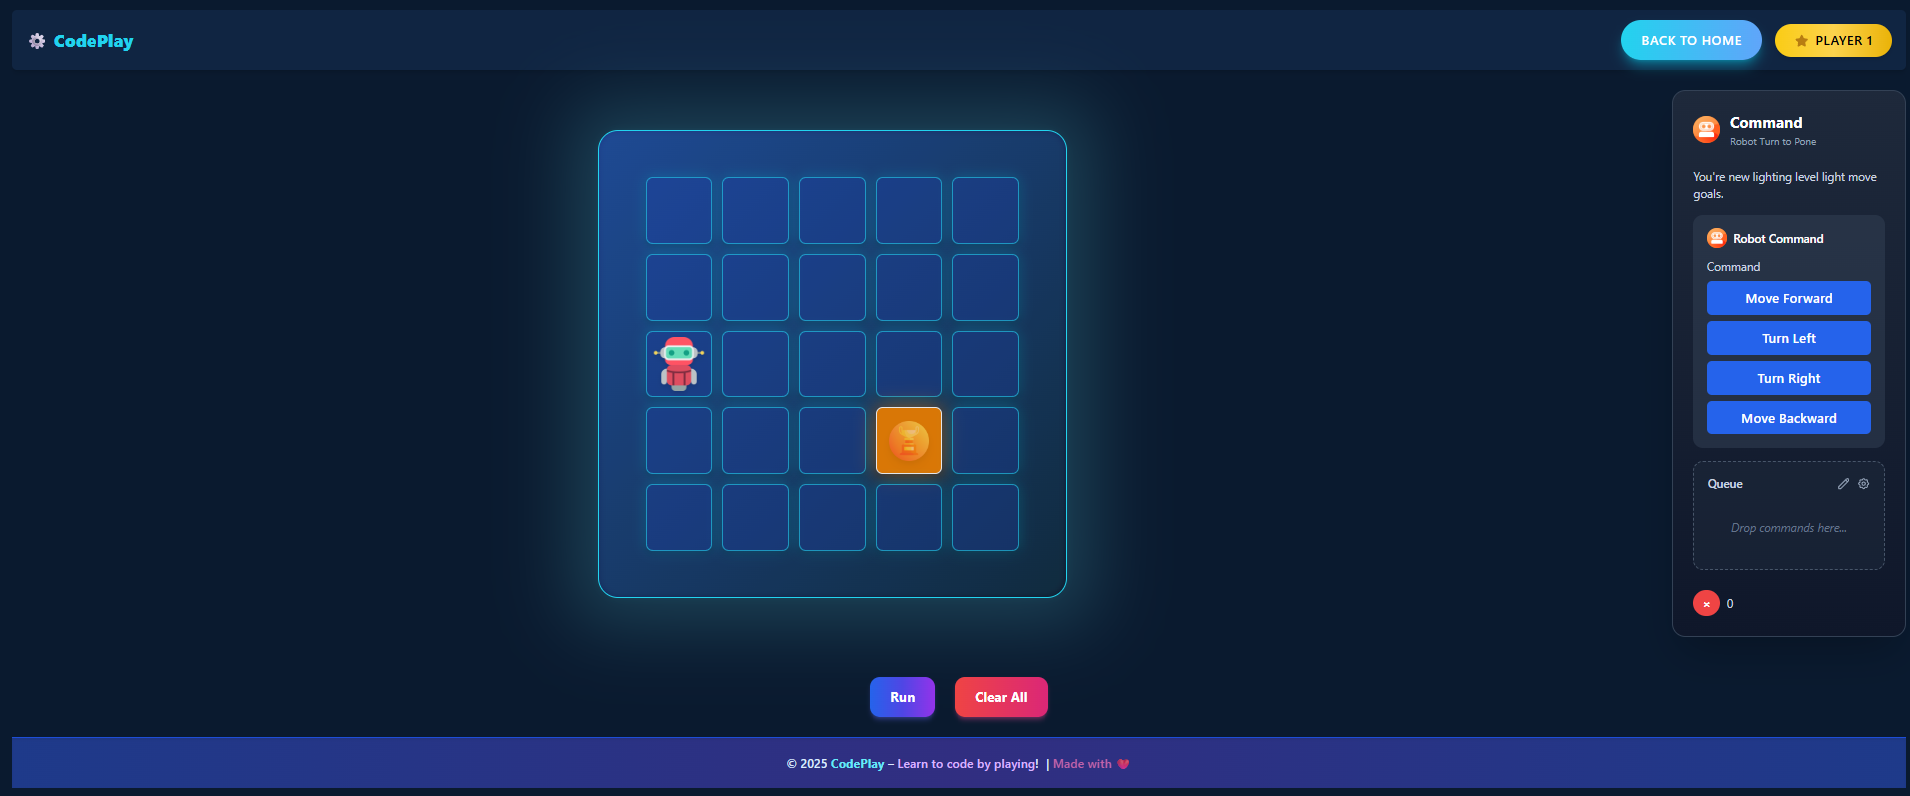 CodePlay
BACK TO HOME
PLAYER 1
Command
Robot Turn to Pone
You're new lighting level light move
goals.
Robot Command
Command
Move Forward
Turn Left
Turn Right
Move Backward
Queue
Drop commands here...
× 0
Run
Clear All
© 2025 CodePlay – Learn to code by playing! | Made with ❤